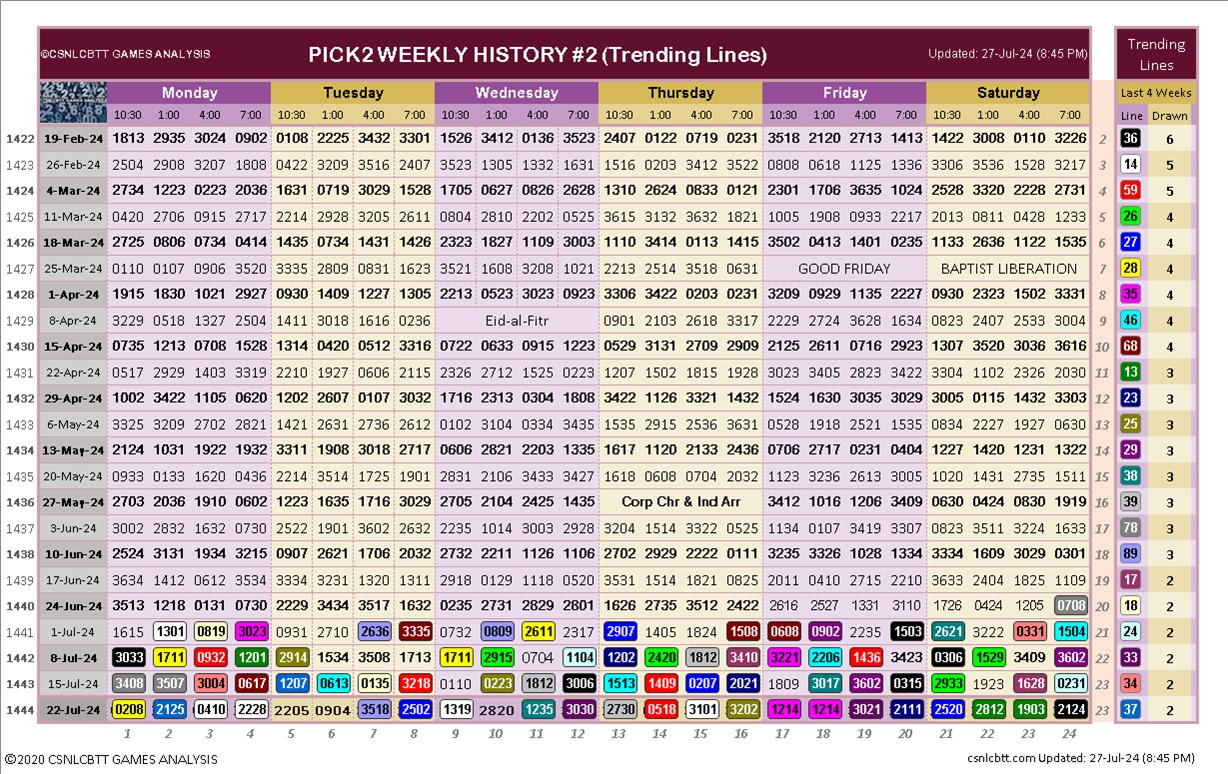 ©CSNLCBTT GAMES ANALYSIS PICK2 WEEKLY HISTORY #2 (Trending Lines) Updated: 27-Jul-24 (8:45 PM) Trending Lines
Monday Tuesday Wednesday Thursday Friday Saturday Last 4 Weeks
10:30 1:00 4:00 7:00 10:30 1:00 4:00 7:00 10:30 1:00 4:00 7:00 10:30 1:00 4:00 7:00 10:30 1:00 4:00 7:00 10:30 1:00 4:00 7:00 Line Drawn
1422 19-Feb-24 1813 2935 3024 0902 0108 2225 3432 3301 1526 3412 0136 3523 2407 0122 0719 0231 3518 2120 2713 1413 1422 3008 0110 3226 2 36 6
1423 26-Feb-24 2504 2908 3207 1808 0422 3209 3516 2407 3523 1305 1332 1631 1516 0203 3412 3522 0808 0618 1125 1336 3306 3536 1528 3217 3 14 5
1424 4-Mar-24 2734 1223 0223 2036 1631 0719 3029 1528 1705 0627 0826 2628 1310 2624 0833 0121 2301 1706 3635 1024 2528 3320 2228 2731 4 59 5
1425 11-Mar-24 0420 2706 0915 2717 2214 2928 3205 2611 0804 2810 2202 0525 3615 3132 3632 1821 1005 1908 0933 2217 2013 0811 0428 1233 5 26 4
1426 18-Mar-24 2725 0806 0734 0414 1435 0734 1431 1426 2323 1827 1109 3003 1110 3414 0113 1415 3502 0413 1401 0235 1133 2636 1122 1535 6 27 4
1427 25-Mar-24 0110 0107 0906 3520 3335 2809 0831 1623 3521 1608 3208 1021 2213 2514 3518 0631 GOOD FRIDAY BAPTIST LIBERATION 7 28 4
1428 1-Apr-24 1915 1830 1021 2927 0930 1409 1227 1305 2213 0523 3023 0923 3306 3422 0203 0231 3209 0929 1135 2227 0930 2323 1502 3331 8 35 4
1429 8-Apr-24 3229 0518 1327 2504 1411 3018 1616 0236 Eid-al-Fitr 0901 2103 2618 3317 2229 2724 3628 1634 0823 2407 2533 3004 9 46 4
1430 15-Apr-24 0735 1213 0708 1528 1314 0420 0512 3316 0722 0633 0915 1223 0529 3131 2709 2909 2125 2611 0716 2923 1307 3520 3036 3616 10 68 4
1431 22-Apr-24 0517 2929 1403 3319 2210 1927 0606 2115 2326 2712 1525 0223 1207 1502 1815 1928 3023 3405 2823 3422 3304 1102 2326 2030 11 13 3
1432 29-Apr-24 1002 3422 1105 0620 1202 2607 0107 3032 1716 2313 0304 1808 3422 1126 3321 1432 1524 1630 3035 3029 3005 0115 1432 3303 12 23 3
1433 6-May-24 3325 3209 3702 2821 1421 2631 2736 2612 0102 3109 0334 3435 1535 2915 2536 3631 0528 1918 2521 1535 0834 2227 1927 0630 13 25 3
1434 13-May-24 2124 1031 1922 1932 3311 1908 3018 2717 0606 2821 2203 1335 1617 1120 2133 2436 0706 2717 0231 0404 1227 1420 1231 1322 14 29 3
1435 20-May-24 0933 0133 1620 0436 2214 3514 1725 1901 2831 2106 3433 3427 1618 0608 0704 2032 1123 3236 2613 3005 1020 1431 2735 1511 15 38 3
1436 27-May-24 2703 2036 1910 0602 1223 1635 1716 3029 2705 2104 2425 1435 Corp Chr & Ind Arr 3412 1016 1206 3409 0630 0424 0830 1919 16 39 3
1437 3-Jun-24 3002 2832 1632 0730 2522 1901 3602 2632 2235 1014 3003 2928 3204 1514 3322 0525 1134 0107 3419 3307 0823 3511 3224 1633 17 78 3
1438 10-Jun-24 2524 3131 1934 3215 0907 2621 1706 2032 2732 2211 1126 1106 2702 2929 2222 0111 3235 3326 1028 1334 3334 1609 3029 0301 18 89 3
1439 17-Jun-24 3634 1412 0612 3534 3334 3231 1320 1311 2918 0129 1118 0520 3531 1514 1821 0825 2011 0410 2715 2210 3633 2404 1825 1109 19 17 2
1440 24-Jun-24 3513 1218 0131 0730 2229 3434 3517 1632 0235 2731 2829 2801 1626 2735 3512 2422 2616 2527 1331 3110 1726 0424 1205 0708 20 18 2
1441 1-Jul-24 1615 1301 0819 3023 0931 2710 2636 3335 0732 0809 2611 2317 2907 1405 1824 1508 0608 0902 2235 1503 2621 3222 0331 1504 21 24 2
1442 8-Jul-24 3033 1711 0932 1201 2914 1534 3508 1713 1711 2915 0704 1104 1202 2420 1812 3410 3221 2206 1436 3423 0306 1529 3409 3602 22 33 2
1443 15-Jul-24 3408 3507 3004 0617 1207 0613 0135 3218 0110 0223 1812 3006 1513 1409 0207 2021 1809 3017 3602 0315 2933 1923 1628 0231 23 34 2
1444 22-Jul-24 0208 2125 0410 2228 2205 0904 3518 2502 1319 2820 1235 3030 2730 0518 3101 3202 1214 1214 3021 2111 2520 2812 1903 2124 23 37 2
1 2 3 4 5 6 7 8 9 10 11 12 13 14 15 16 17 18 19 20 21 22 23 24
©2020 CSNLCBTT GAMES ANALYSIS csnlcbtt.com Updated: 27-Jul-24 (8:45 PM)